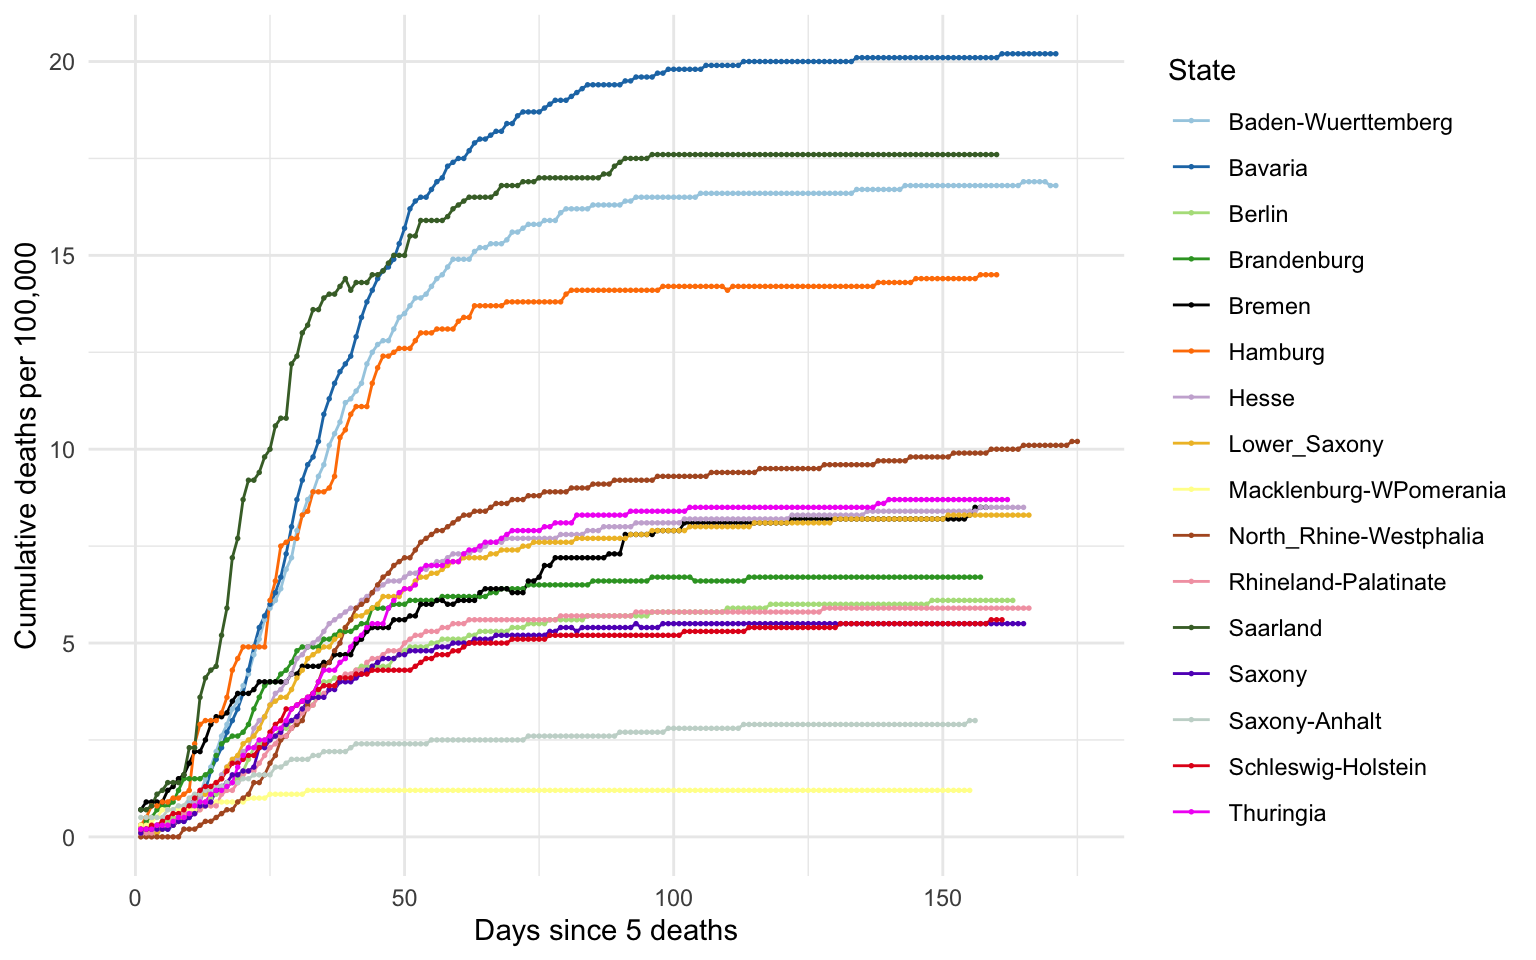 Cumulative deaths per 100,000
20
15
10
5
0
0 50 100 150
Days since 5 deaths
State
Baden-Wuerttemberg
Bavaria
Berlin
Brandenburg
Bremen
Hamburg
Hesse
Lower_Saxony
Macklenburg-WPomerania
North_Rhine-Westphalia
Rhineland-Palatinate
Saarland
Saxony
Saxony-Anhalt
Schleswig-Holstein
Thuringia